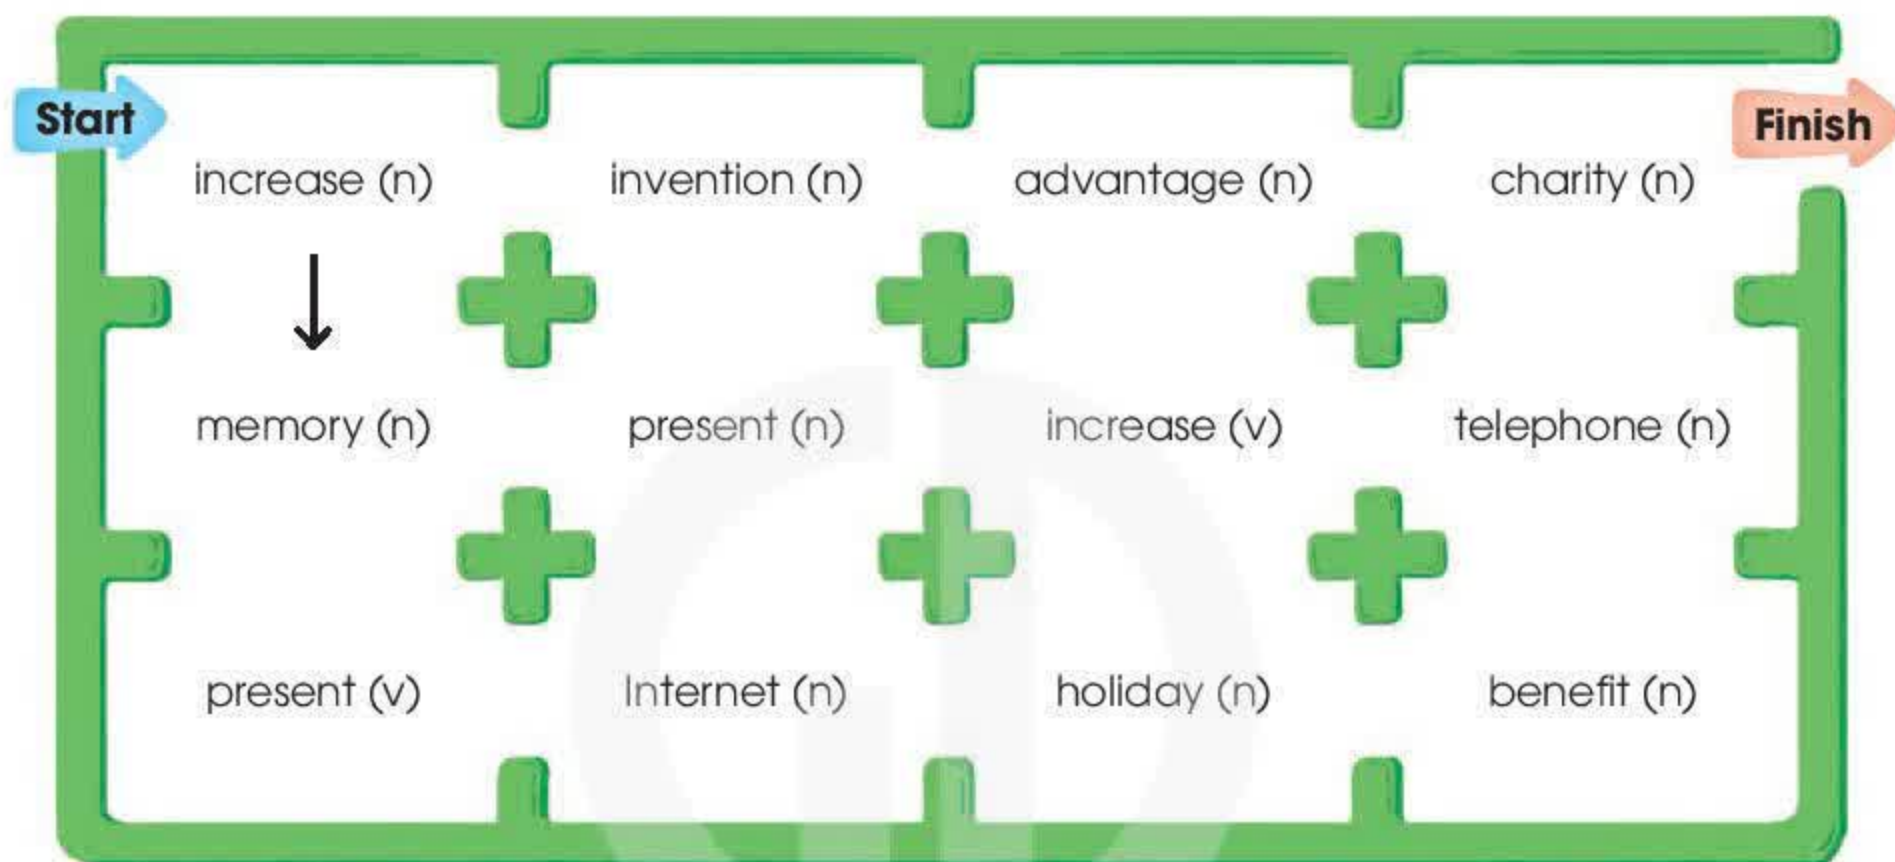 Start
Finish
increase (n) invention (n) advantage (n) charity (n)
memory (n) present (n) increase (v) telephone (n)
present (v) Internet (n) holiday (n) benefit (n)